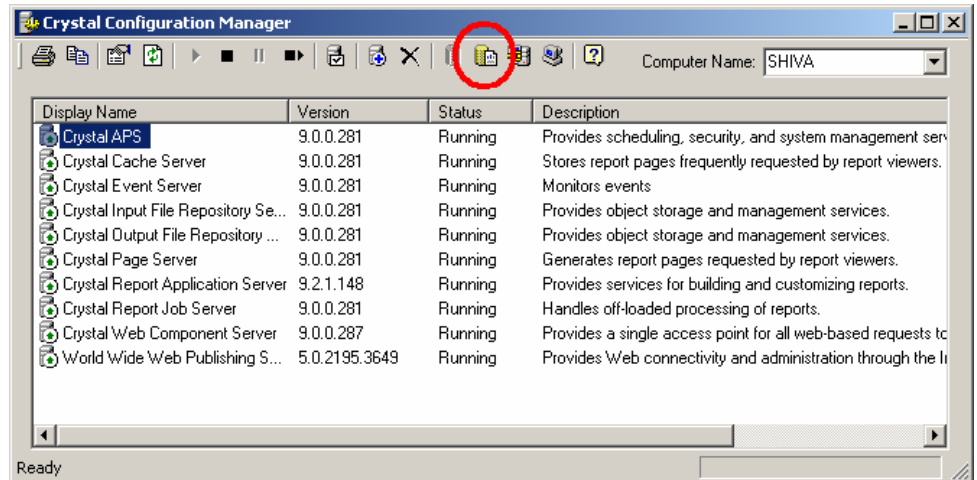 Crystal Configuration Manager
Computer Name: SHIVA
Display Name Version Status Description
Crystal APS 9.0.0.281 Running Provides scheduling, security, and system management serv
Crystal Cache Server 9.0.0.281 Running Stores report pages frequently requested by report viewers.
Crystal Event Server 9.0.0.281 Running Monitors events
Crystal Input File Repository Se... 9.0.0.281 Running Provides object storage and management services.
Crystal Output File Repository ... 9.0.0.281 Running Provides object storage and management services.
Crystal Page Server 9.0.0.281 Running Generates report pages requested by report viewers.
Crystal Report Application Server 9.2.1.148 Running Provides services for building and customizing reports.
Crystal Report Job Server 9.0.0.281 Running Handles off-loaded processing of reports.
Crystal Web Component Server 9.0.0.287 Running Provides a single access point for all web-based requests to
World Wide Web Publishing S... 5.0.2195.3649 Running Provides Web connectivity and administration through the I
Ready